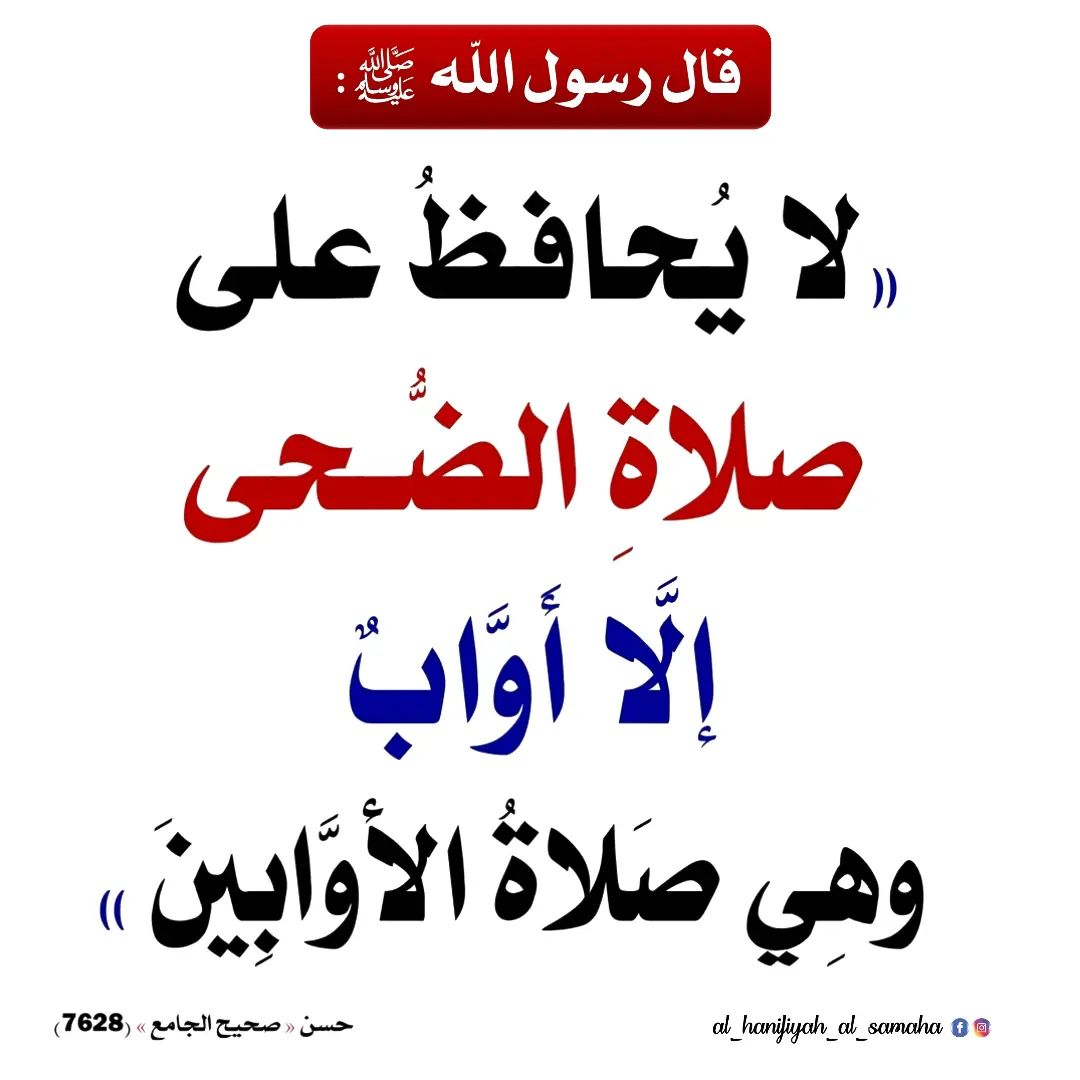 قال رسول الله ﷺ :
(( لا يُحافظُ على
صلاةِ الضُّحى
إلَّا أَوَّابٌ
وهِي صَلاةُ الأوَّابِينَ ))
حسن « صحيح الجامع » (7628)
al_hanifiyah_al_samaha